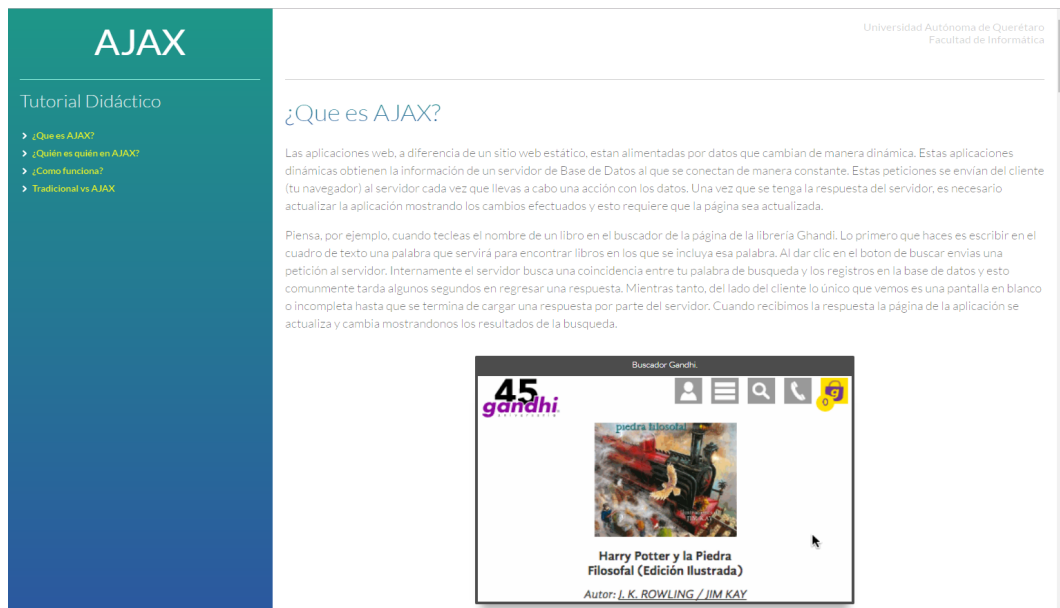 AJAX
Universidad Autónoma de Querétaro
Facultad de Informática
Tutorial Didáctico
¿Que es AJAX?
¿Quién es quién en AJAX?
¿Como funciona?
Tradicional vs AJAX
¿Que es AJAX?
Las aplicaciones web, a diferencia de un sitio web estático, estan alimentadas por datos que cambian de manera dinámica. Estas aplicaciones
dinámicas obtienen la información de un servidor de Base de Datos al que se conectan de manera constante. Estas peticiones se envían del cliente
(tu navegador) al servidor cada vez que llevas a cabo una acción con los datos. Una vez que se tenga la respuesta del servidor, es necesario
actualizar la aplicación mostrando los cambios efectuados y esto requiere que la página sea actualizada.
Piensa, por ejemplo, cuando tecleas el nombre de un libro en el buscador de la página de la librería Ghandi. Lo primero que haces es escribir en el
cuadro de texto una palabra que servirá para encontrar libros en los que se incluya esa palabra. Al dar clic en el boton de buscar envias una
petición al servidor. Internamente el servidor busca una coincidencia entre tu palabra de busqueda y los registros en la base de datos y esto
comunmente tarda algunos segundos en regresar una respuesta. Mientras tanto, del lado del cliente lo único que vemos es una pantalla en blanco
o incompleta hasta que se termina de cargar una respuesta por parte del servidor. Cuando recibimos la respuesta la página de la aplicación se
actualiza y cambia mostrandonos los resultados de la busqueda.
Buscador Gandhi.
45
gandhi
aniversario
g
0
piedra filosofal
JIM KAY
Harry Potter y la Piedra
Filosofal (Edición Ilustrada)
Autor: J. K. ROWLING / JIM KAY